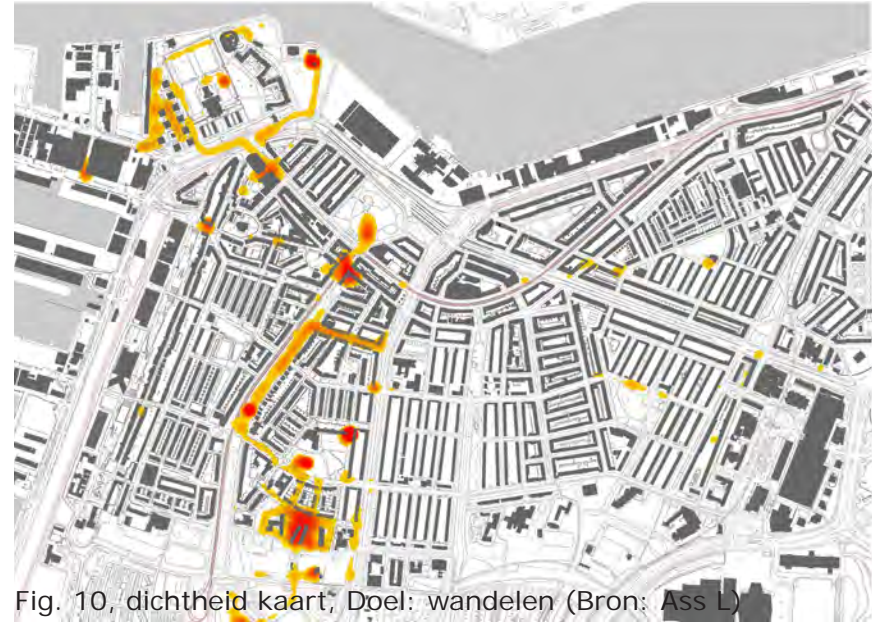 Fig. 10, dichtheid kaart, Doel: wandelen (Bron: Ass L)